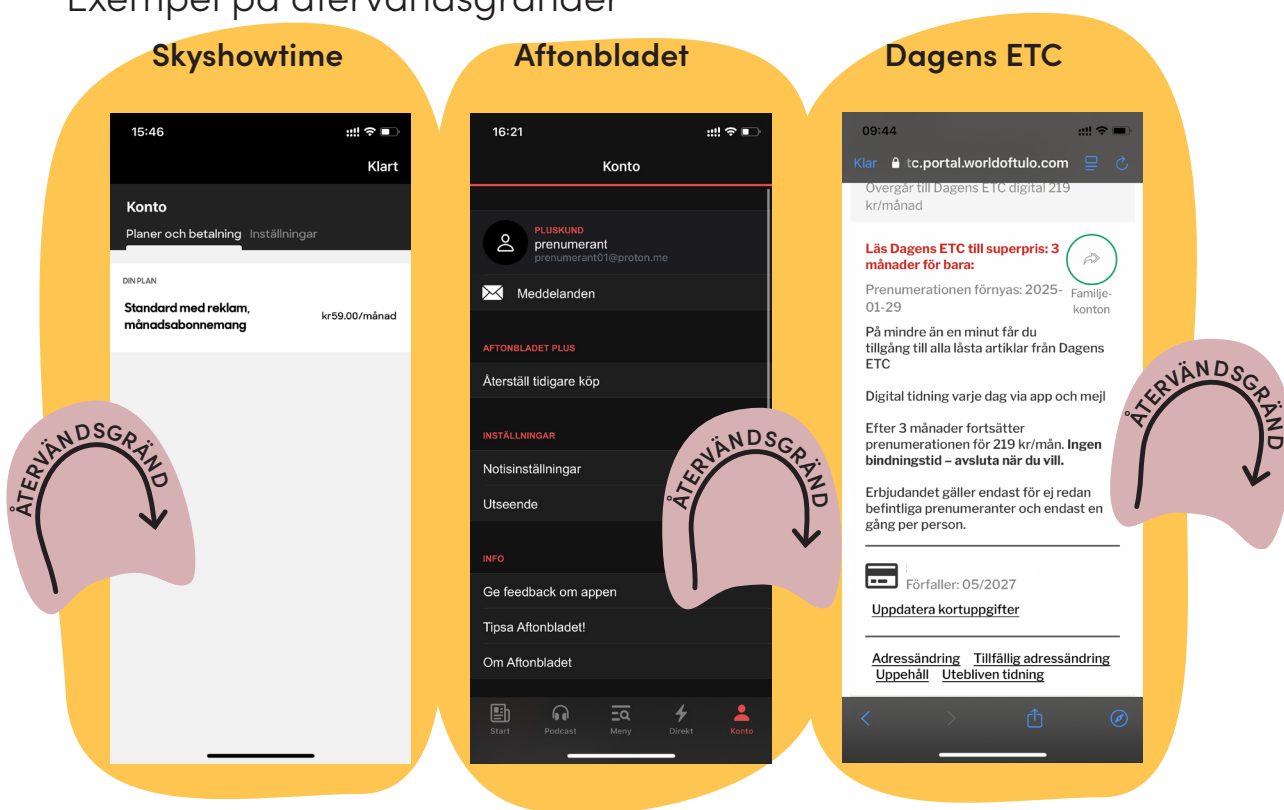 Exempel på återvändsgränder
Skyshowtime
15:46
Klart
Konto
Planer och betalning Inställningar
DIN PLAN
Standard med reklam,
månadsabonnemang
kr59.00/månad
ÅTERVÄNDSGRÄND
Aftonbladet
16:21
Konto
PLUSKUND
prenumerant
prenumerant01@proton.me
Meddelanden
AFTONBLADET PLUS
Återställ tidigare köp
INSTÄLLNINGAR
Notisinställningar
Utseende
INFO
Ge feedback om appen
Tipsa Aftonbladet!
Om Aftonbladet
Start Podcast Meny Direkt Konto
ÅTERVÄNDSGRÄND
Dagens ETC
09:44
Klar tc.portal.worldoftulo.com
Övergår till Dagens ETC digital 219
kr/månad
Läs Dagens ETC till superpris: 3
månader för bara:
Prenumerationen förnyas: 2025-
01-29
Familje-
konton
På mindre än en minut får du
tillgång till alla låsta artiklar från Dagens
ETC
Digital tidning varje dag via app och mejl
Efter 3 månader fortsätter
prenumerationen för 219 kr/mån. Ingen
bindningstid – avsluta när du vill.
Erbjudandet gäller endast för ej redan
befintliga prenumeranter och endast en
gång per person.
Förfaller: 05/2027
Uppdatera kortuppgifter
Adressändring Tillfällig adressändring
Uppehåll Utebliven tidning
ÅTERVÄNDSGRÄND